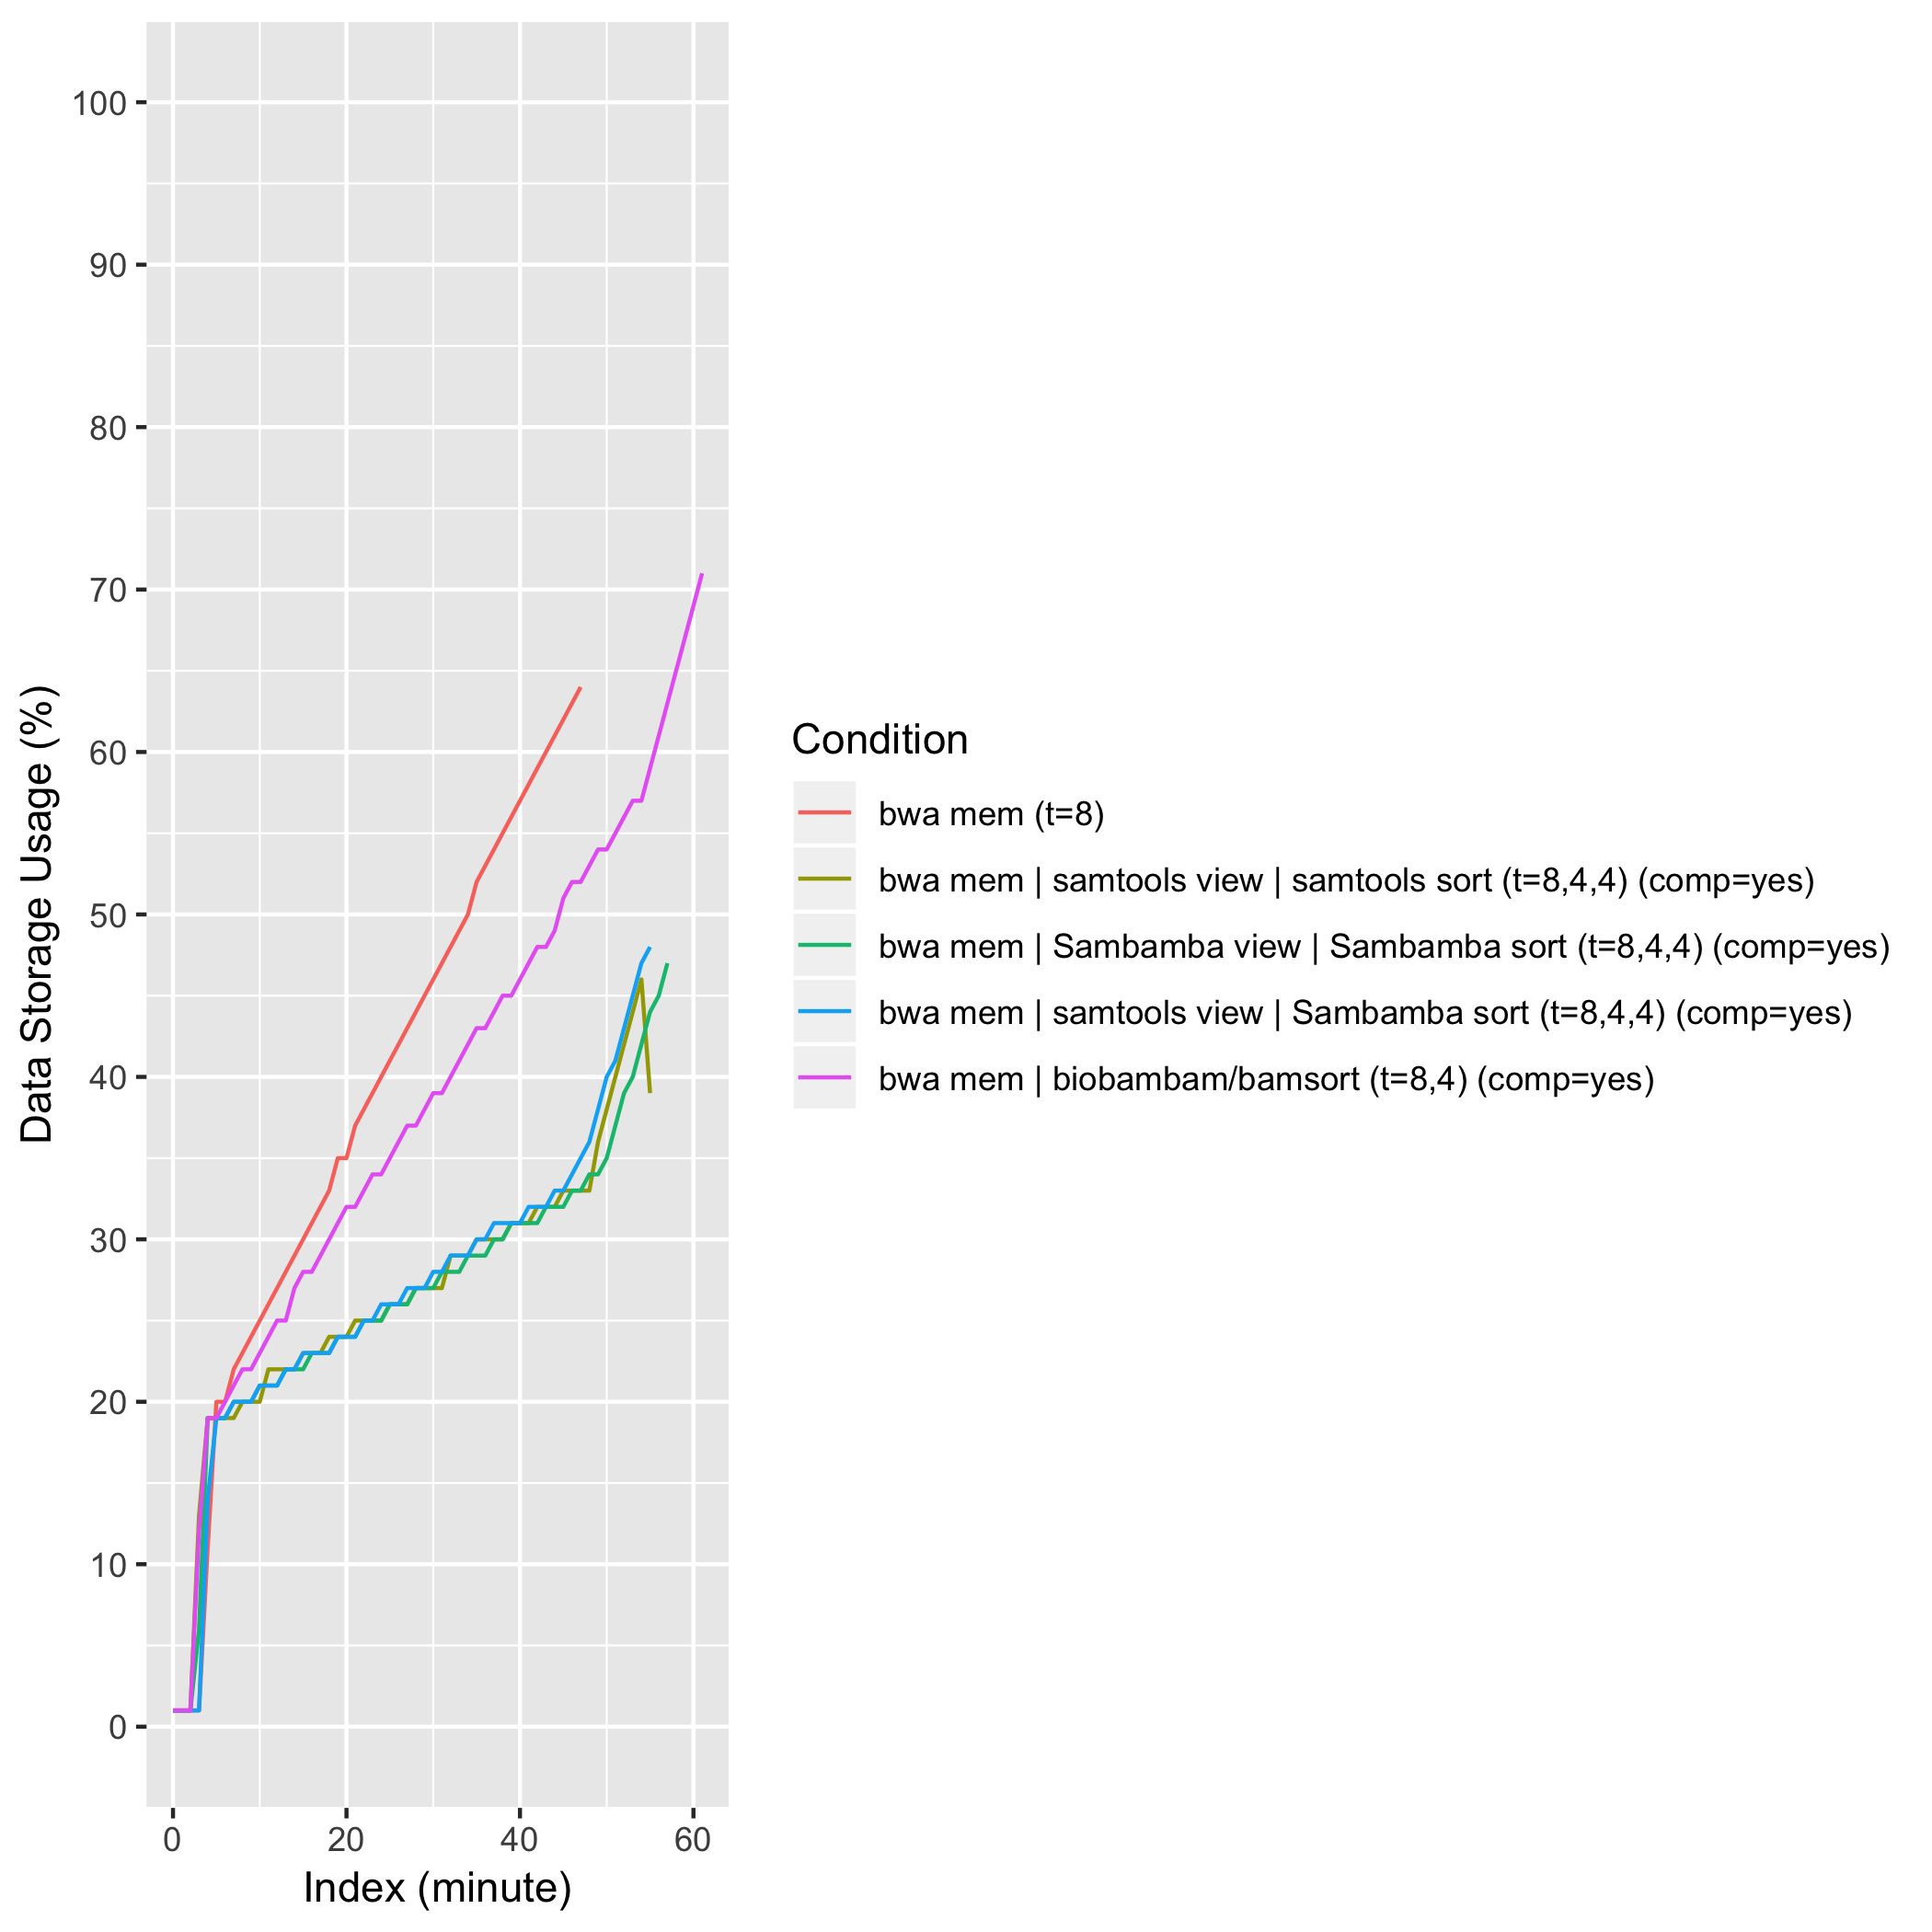 100
90
80
70
60
50
40
30
20
10
0
Data Storage Usage (%)
0 20 40 60
Index (minute)
Condition
bwa mem (t=8)
bwa mem | samtools view | samtools sort (t=8,4,4) (comp=yes)
bwa mem | Sambamba view | Sambamba sort (t=8,4,4) (comp=yes)
bwa mem | samtools view | Sambamba sort (t=8,4,4) (comp=yes)
bwa mem | biobambam/bamsort (t=8,4) (comp=yes)